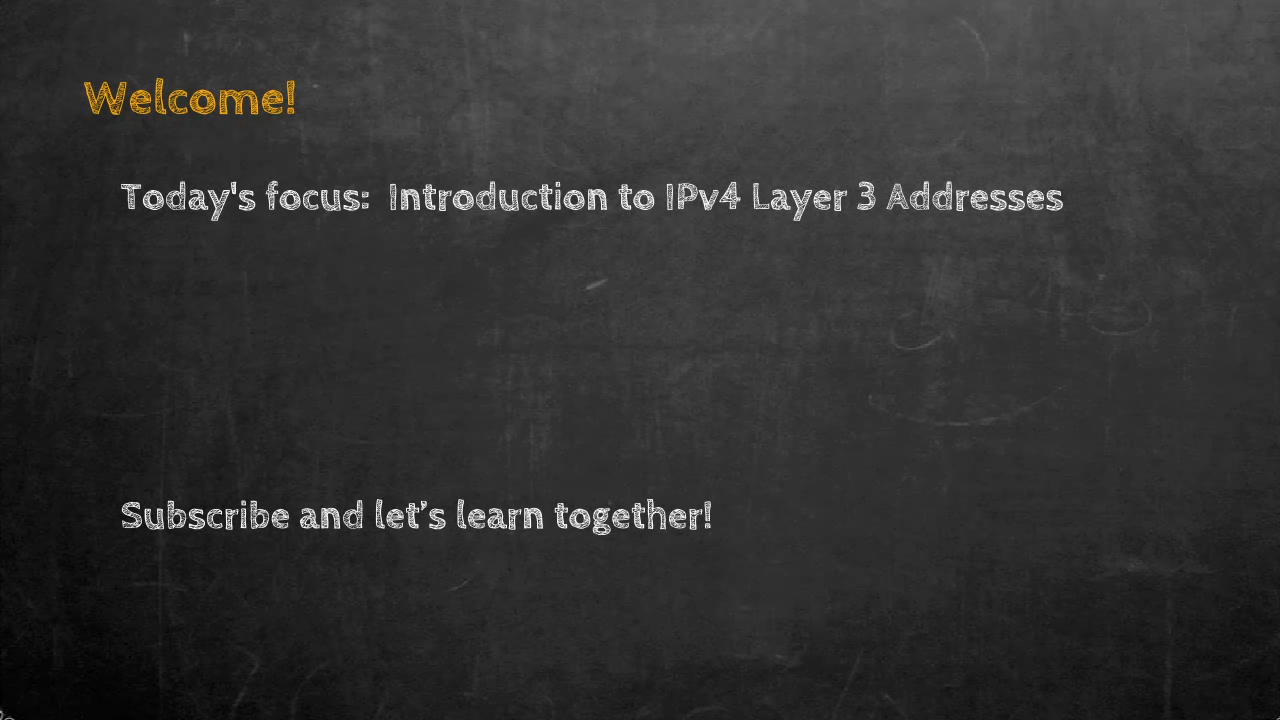 Welcome!
Today's focus:  Introduction to IPv4 Layer 3 Addresses
Subscribe and let’s learn together!